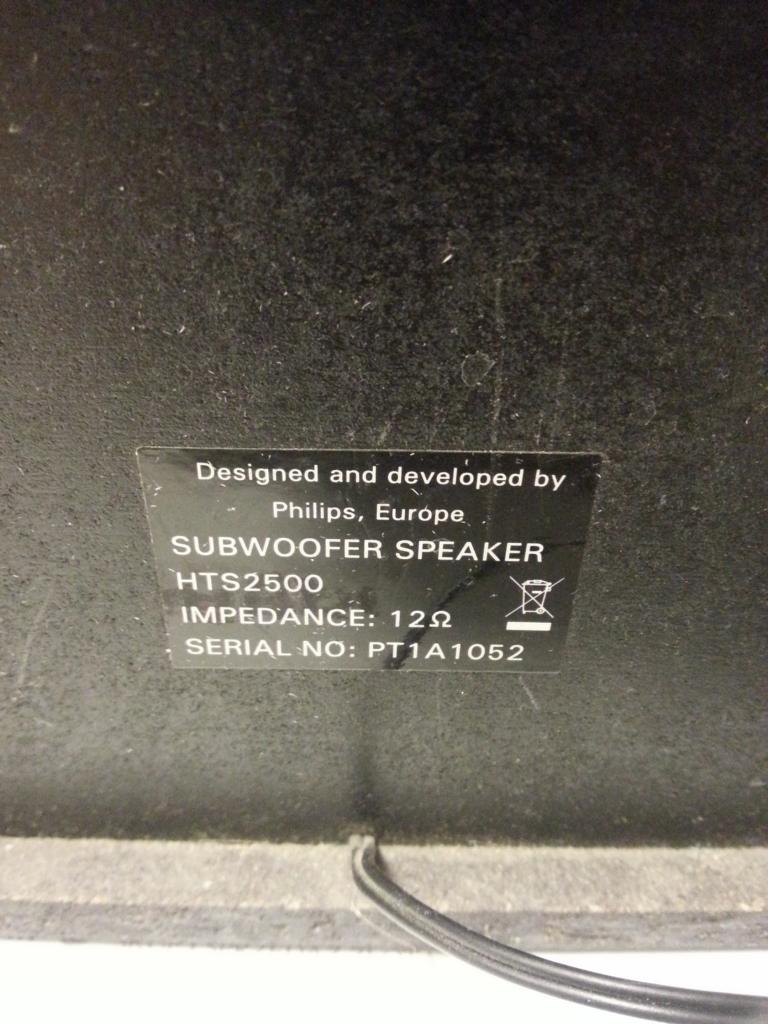 Designed and developed by
Philips, Europe
SUBWOOFER SPEAKER
HTS2500
IMPEDANCE: 12Ω
SERIAL NO: PT1A1052